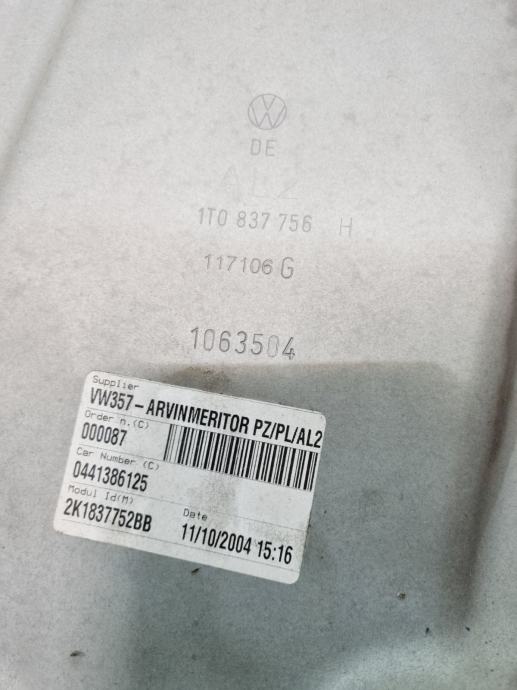 DE
AL2
1T0 837 756 H
117106 G
1063504
Supplier
VW357-ARVINMERITOR PZ/PL/AL2
Order n.(C)
000087
Car Number (C)
0441386125
Modul Id(M)
2K1837752BB
Date
11/10/2004 15:16